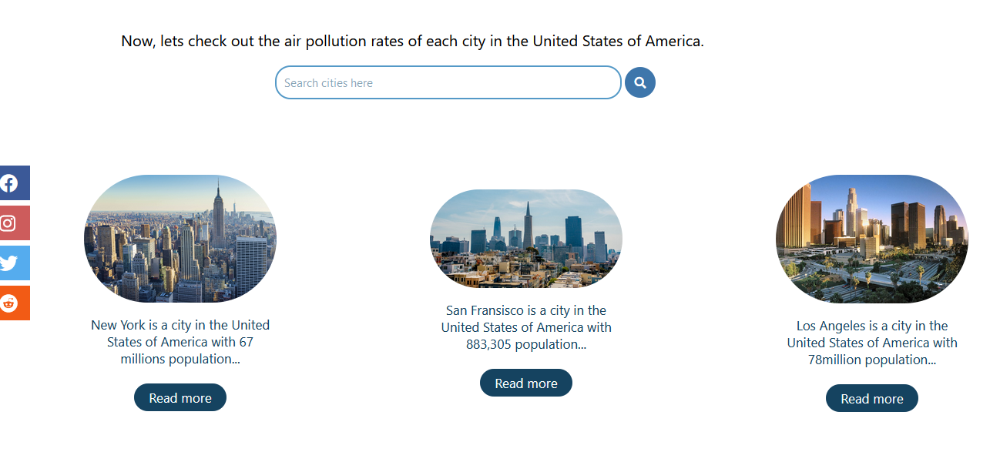 Now, lets check out the air pollution rates of each city in the United States of America.
Search cities here
New York is a city in the United
States of America with 67
millions population...
Read more
San Fransisco is a city in the
United States of America with
883,305 population...
Read more
Los Angeles is a city in the
United States of America with
78million population...
Read more